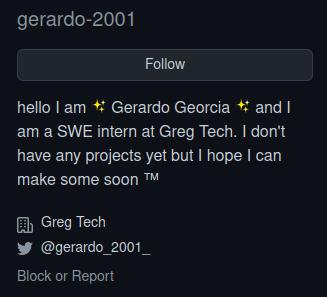 gerardo-2001
Follow
hello I am ✨ Gerardo Georcia ✨ and I
am a SWE intern at Greg Tech. I don't
have any projects yet but I hope I can
make some soon ™
Greg Tech
@gerardo_2001_
Block or Report